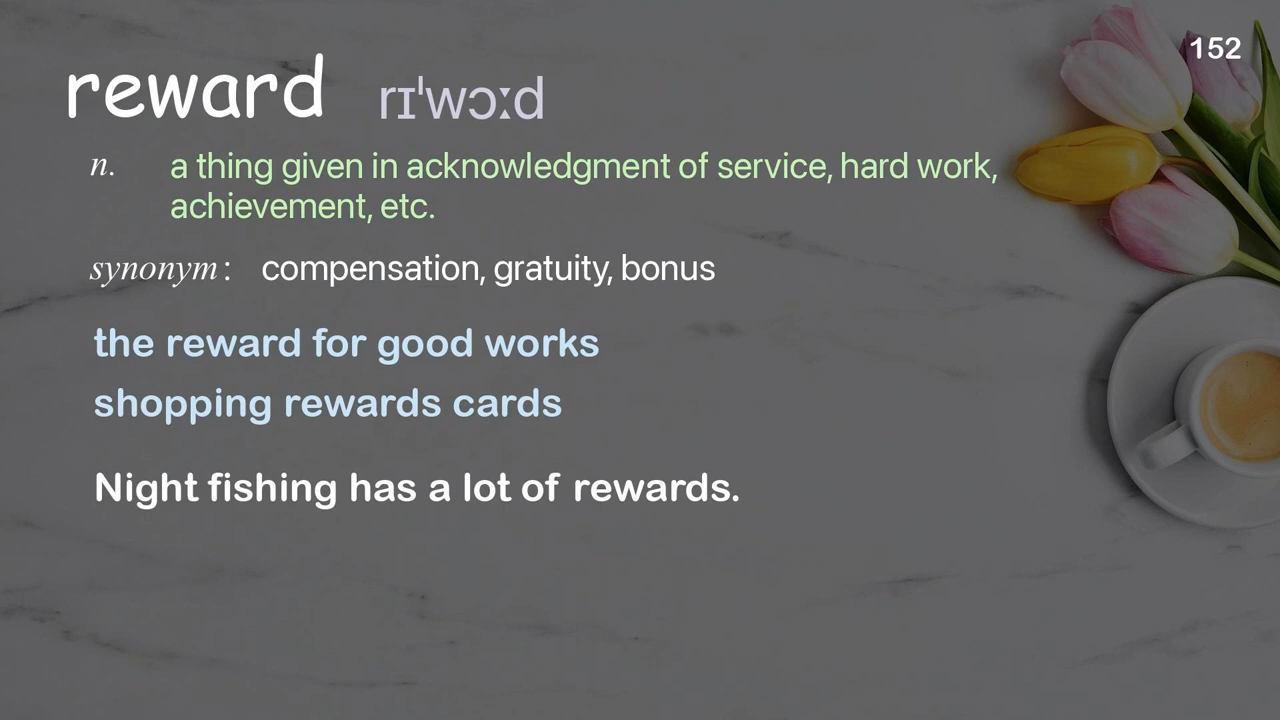 152
reward rɪˈwɔːd
n. a thing given in acknowledgment of service, hard work,
achievement, etc.
synonym: compensation, gratuity, bonus
the reward for good works
shopping rewards cards
Night fishing has a lot of rewards.